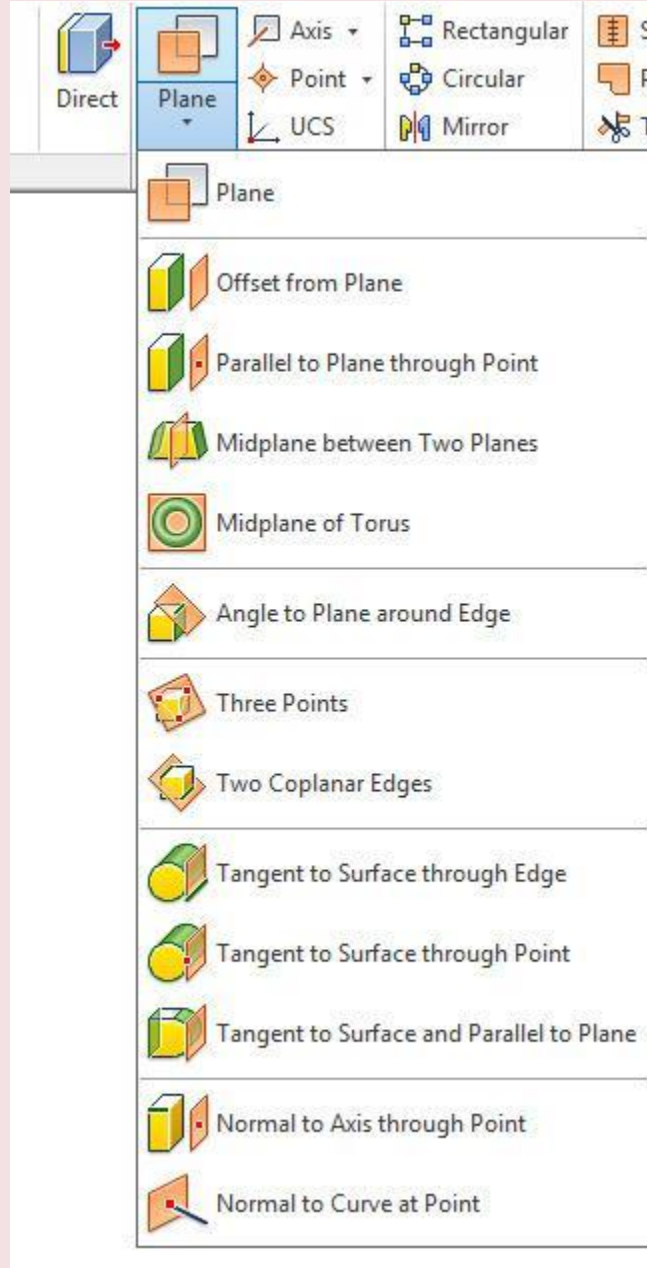 Direct
Plane
Axis
Point
UCS
Rectangular
Circular
Mirror
Plane
Offset from Plane
Parallel to Plane through Point
Midplane between Two Planes
Midplane of Torus
Angle to Plane around Edge
Three Points
Two Coplanar Edges
Tangent to Surface through Edge
Tangent to Surface through Point
Tangent to Surface and Parallel to Plane
Normal to Axis through Point
Normal to Curve at Point